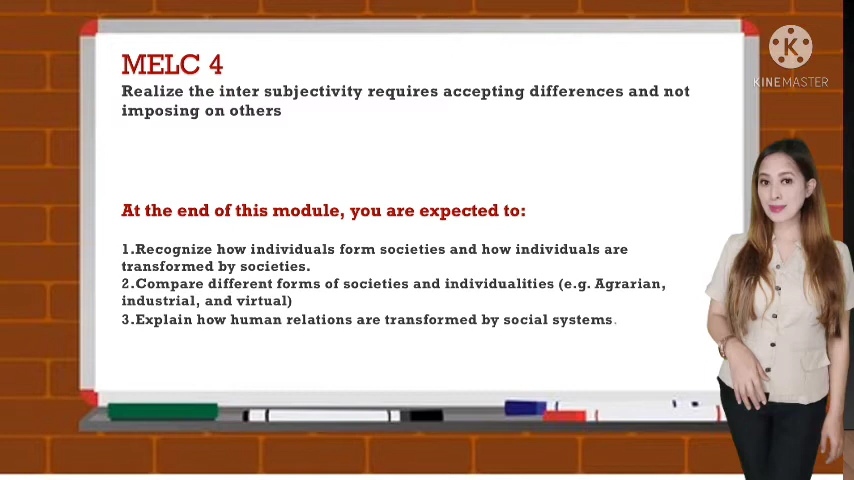 MELC 4
Realize the inter subjectivity requires accepting differences and not
imposing on others
K
KINEMASTER
At the end of this module, you are expected to:
1.Recognize how individuals form societies and how individuals are
transformed by societies.
2.Compare different forms of societies and individualities (e.g. Agrarian,
industrial, and virtual)
3.Explain how human relations are transformed by social systems.